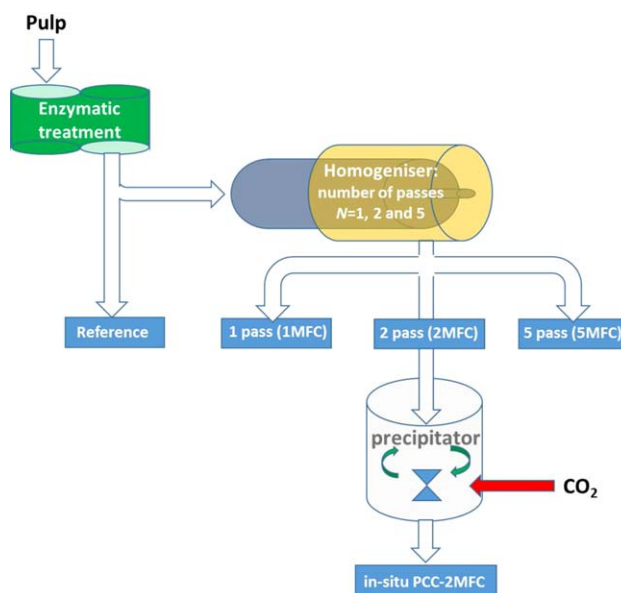 Pulp
Enzymatic
treatment
Homogeniser:
number of passes
N=1, 2 and 5
Reference
1 pass (1MFC)
2 pass (2MFC)
5 pass (5MFC)
precipitator
CO₂
in-situ PCC-2MFC